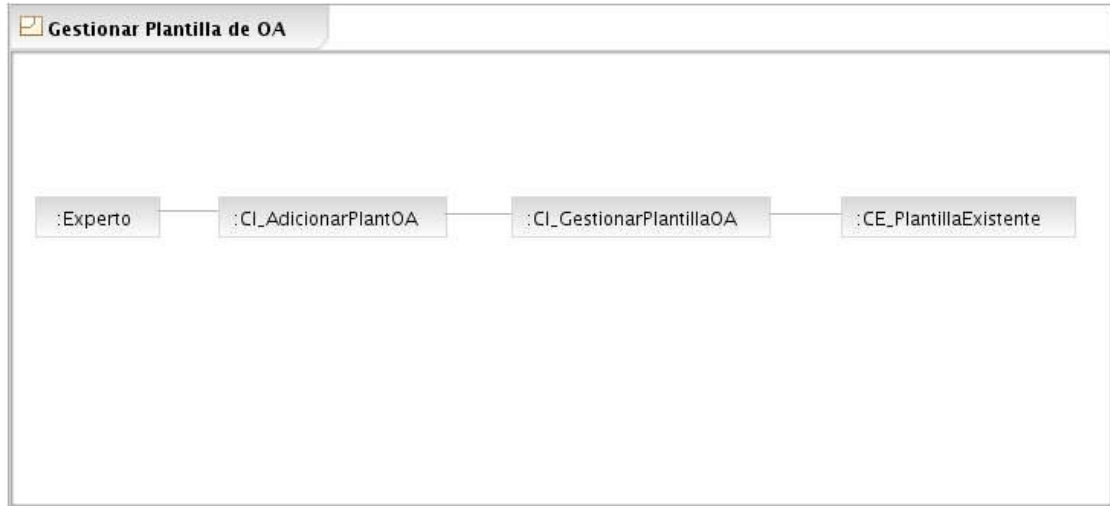 Gestionar Plantilla de OA
:Experto
:CI_AdicionarPlantOA
:CI_GestionarPlantillaOA
:CE_PlantillaExistente